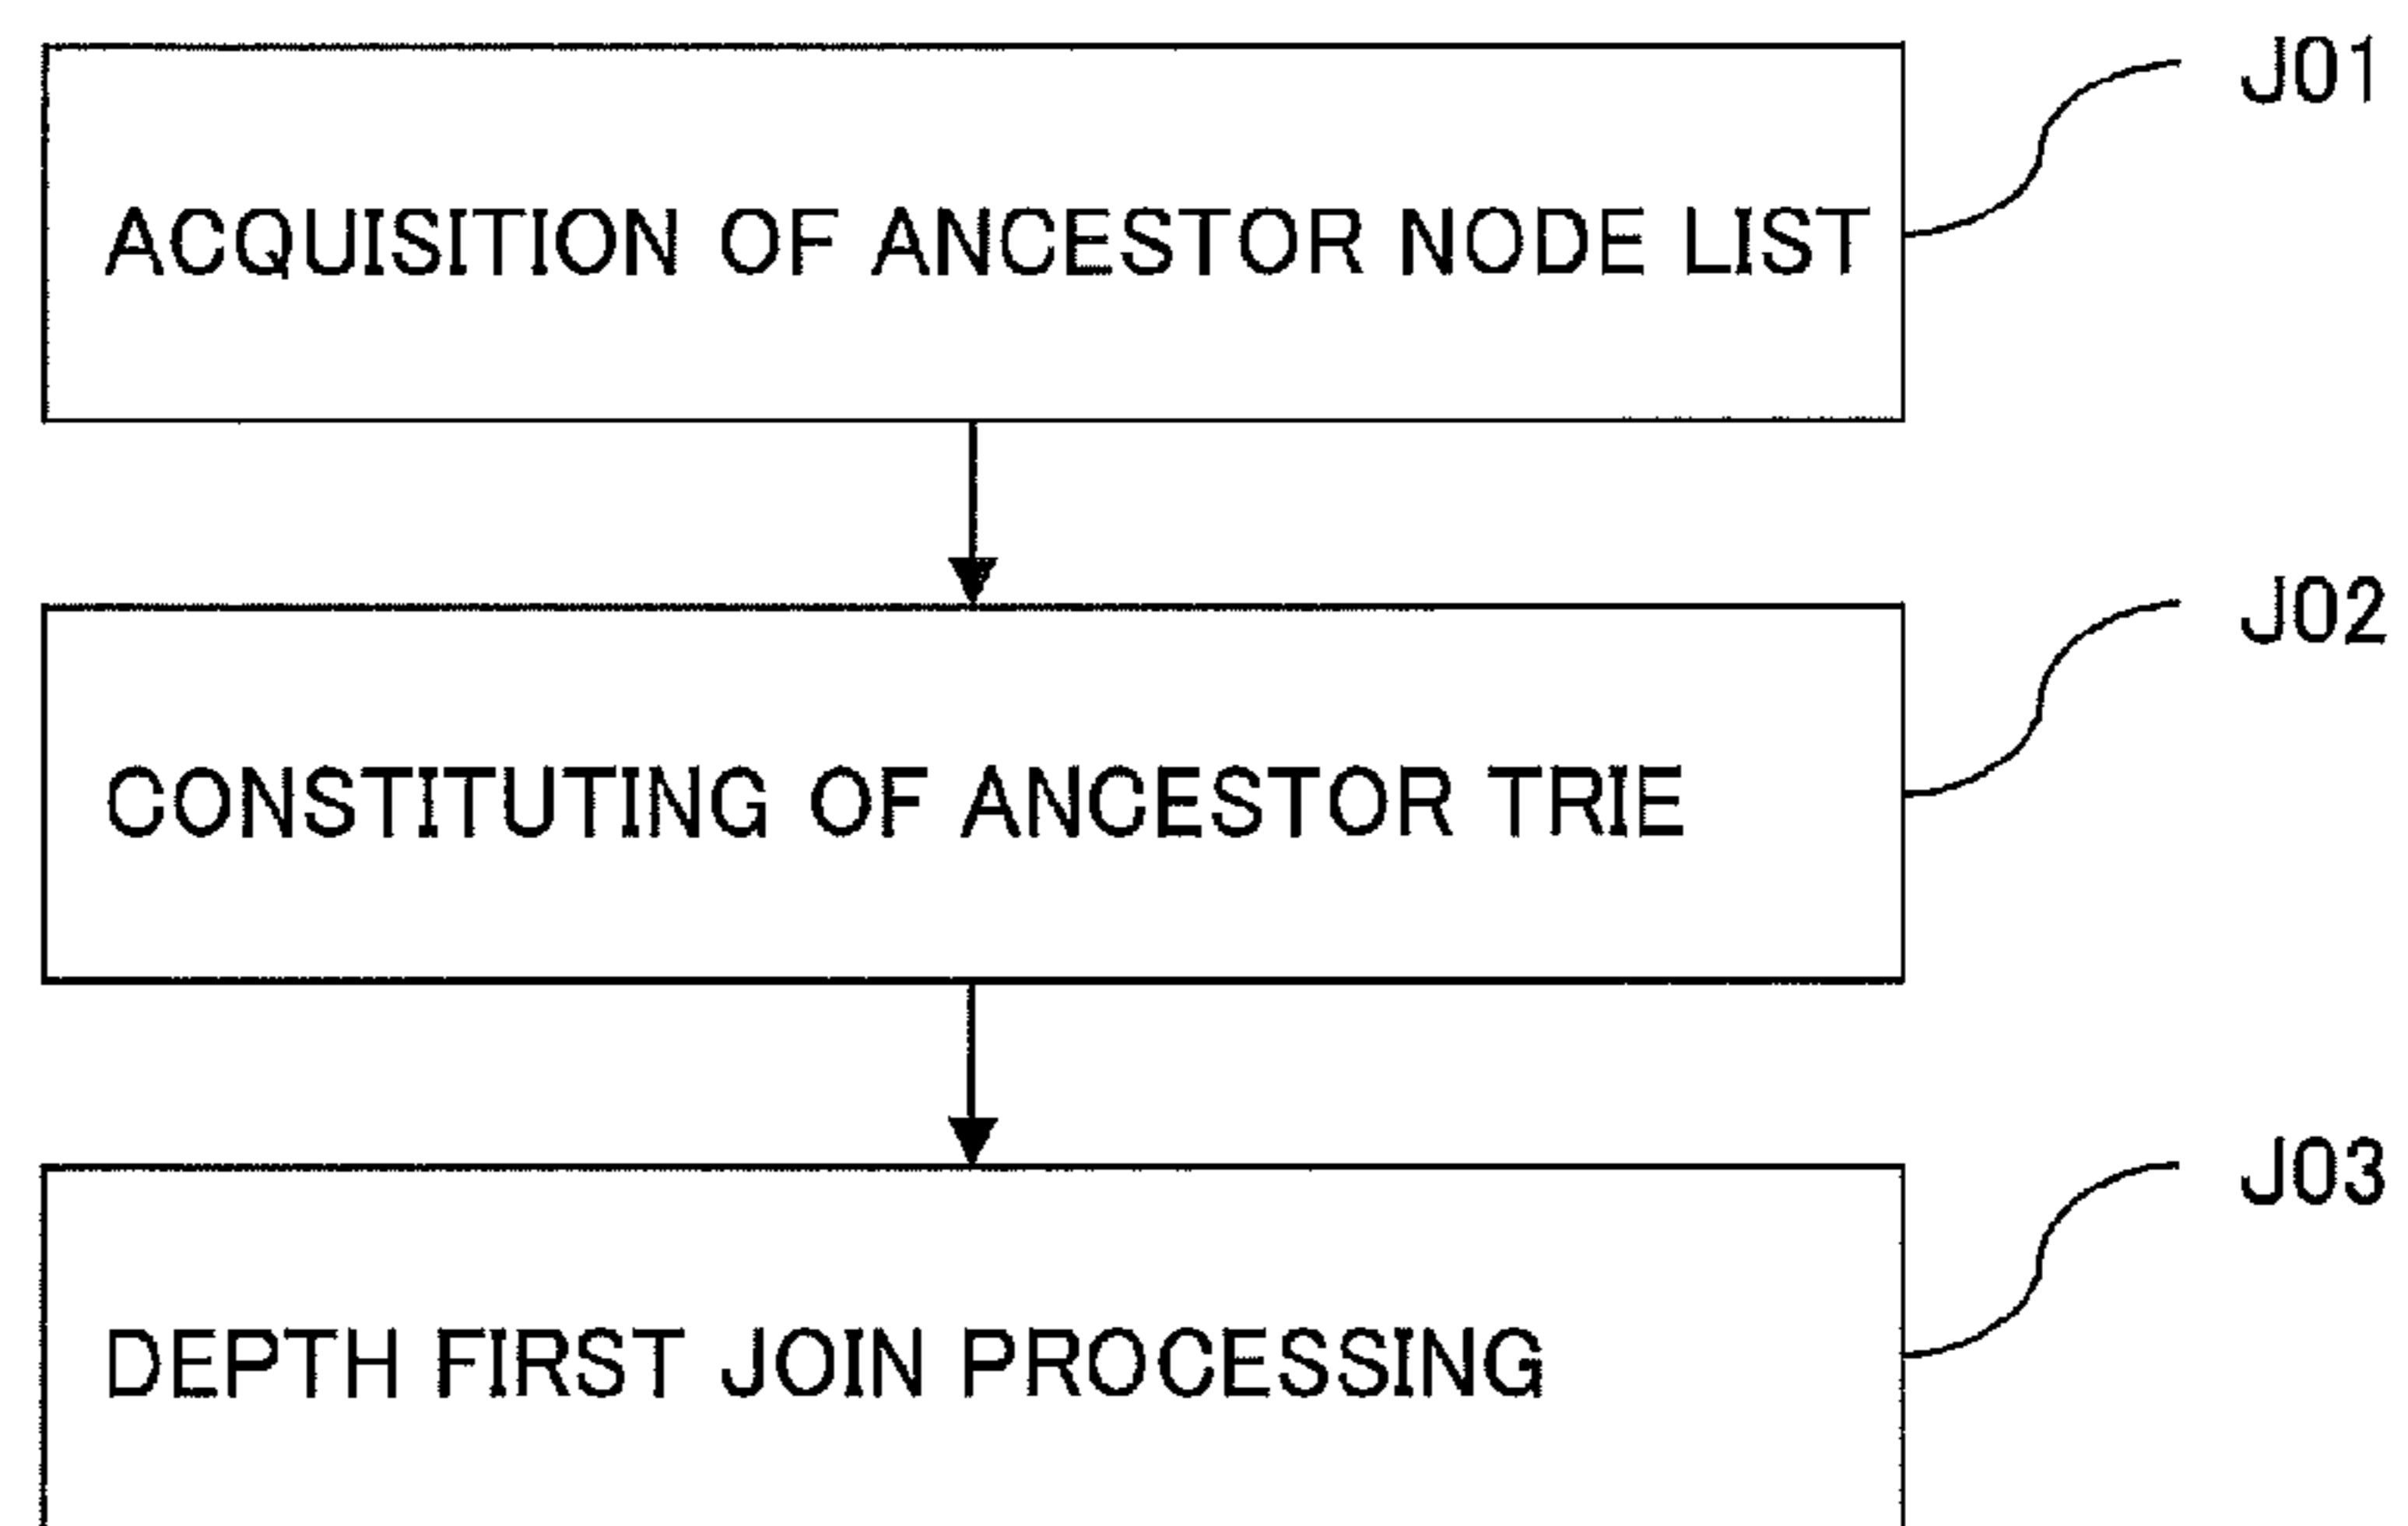 J01
ACQUISITION OF ANCESTOR NODE LIST
J02
CONSTITUTING OF ANCESTOR TRIE
J03
DEPTH FIRST JOIN PROCESSING